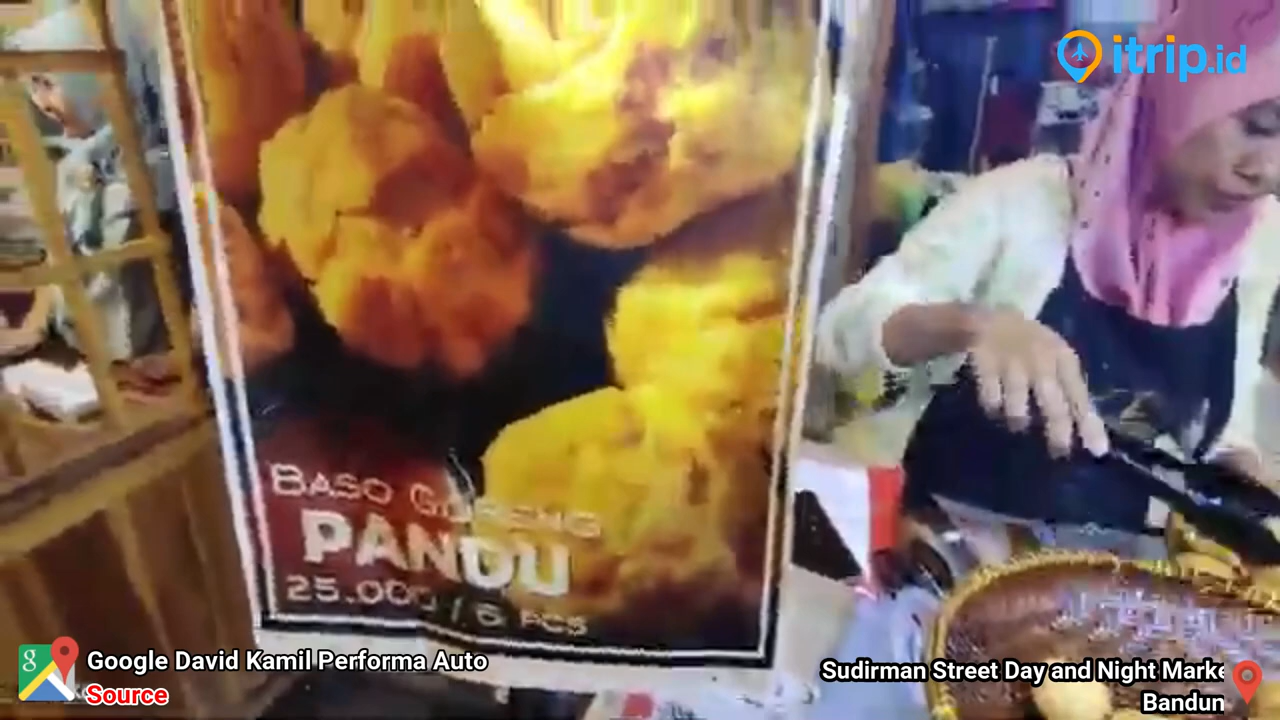 itrip.id
BASO GORENG
PANDU
25.000 / 6 PCS
Google David Kamil Performa Auto
Source
Sudirman Street Day and Night Marke
Bandun